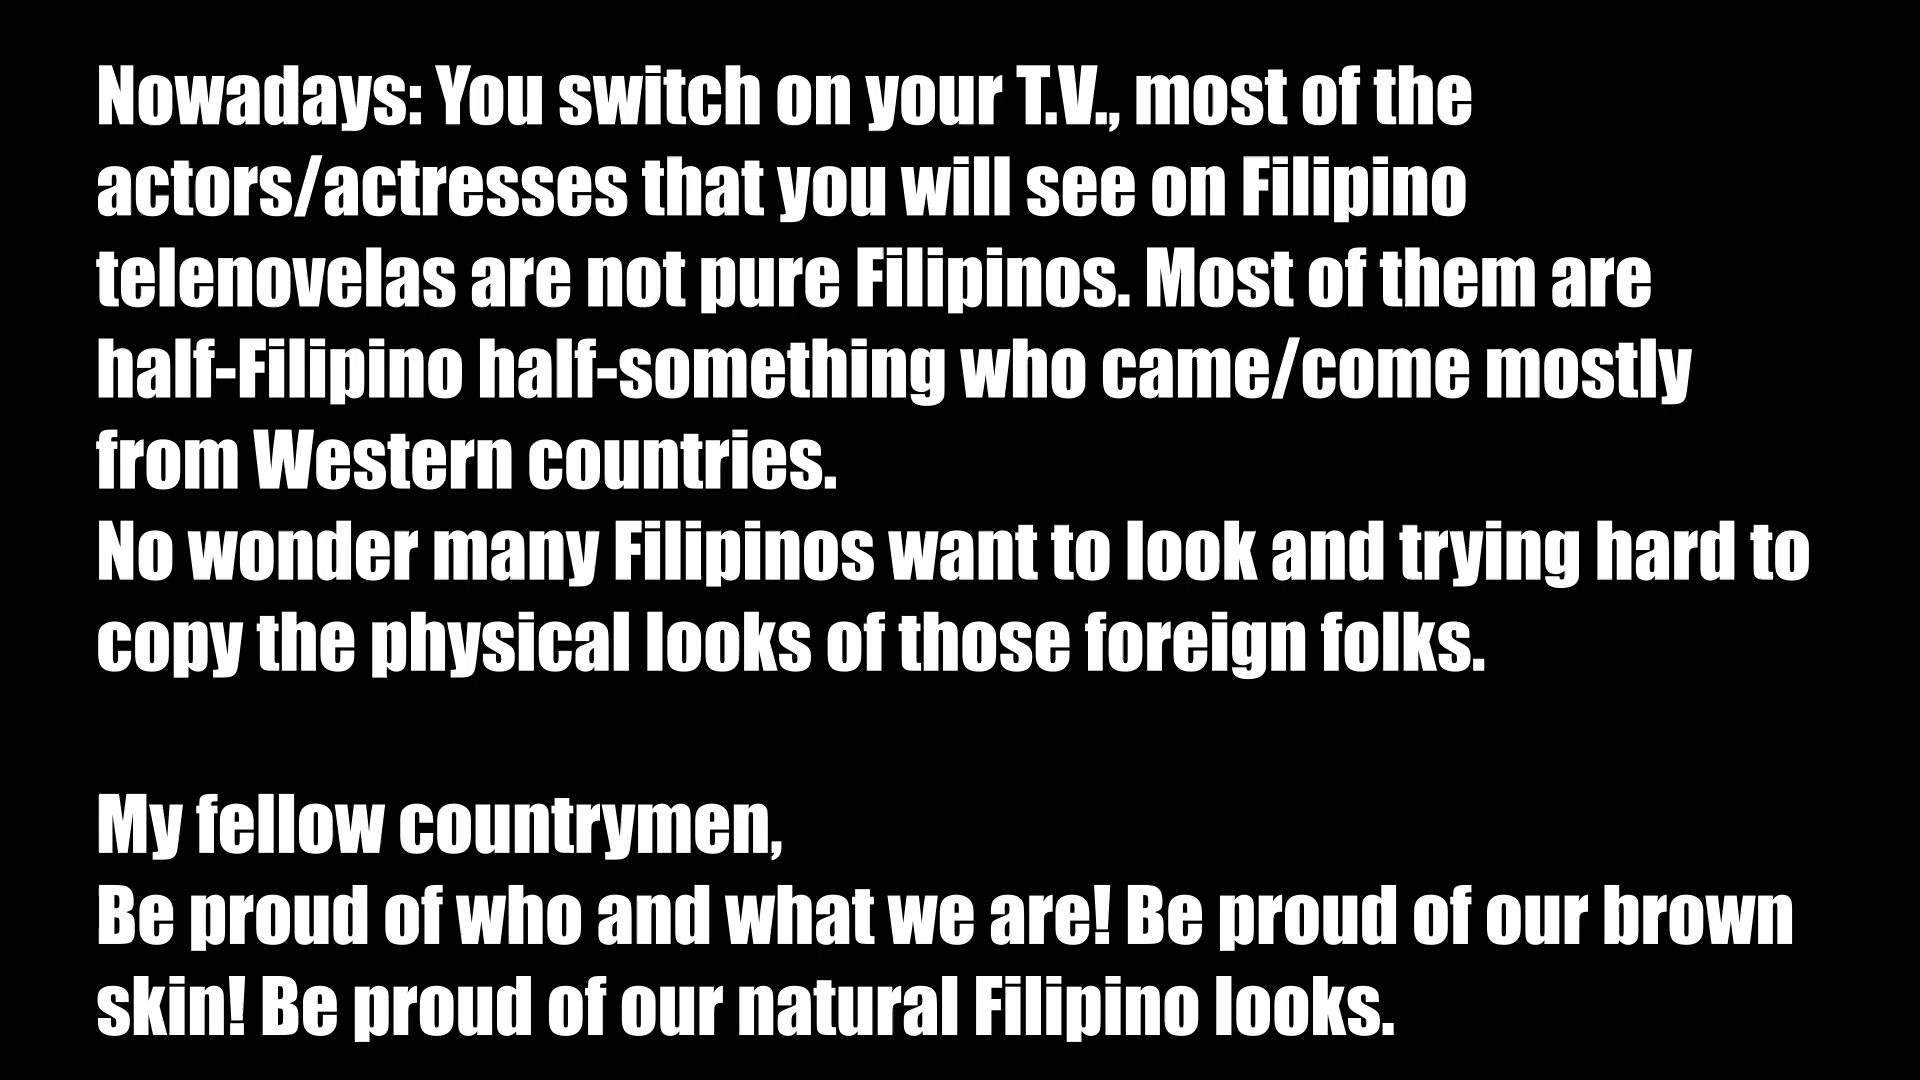 Nowadays: You switch on your T.V., most of the
actors/actresses that you will see on Filipino
telenovelas are not pure Filipinos. Most of them are
half-Filipino half-something who came/come mostly
from Western countries.
No wonder many Filipinos want to look and trying hard to
copy the physical looks of those foreign folks.
My fellow countrymen,
Be proud of who and what we are! Be proud of our brown
skin! Be proud of our natural Filipino looks.